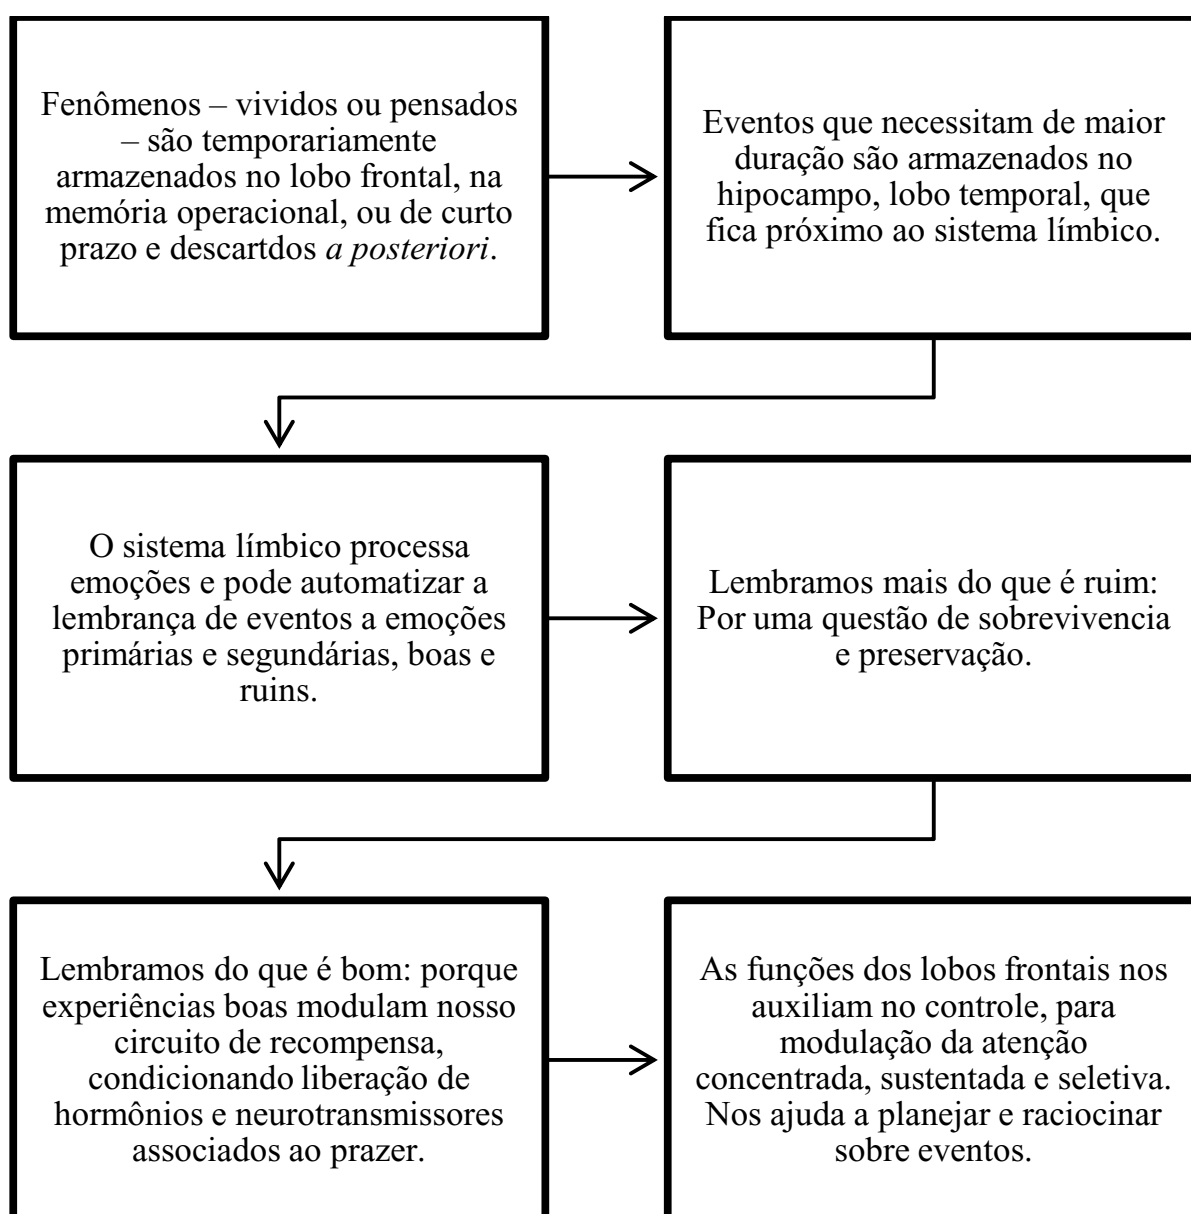 Fenômenos – vividos ou pensados
– são temporariamente
armazenados no lobo frontal, na
memória operacional, ou de curto
prazo e descartdos a posteriori.
Eventos que necessitam de maior
duração são armazenados no
hipocampo, lobo temporal, que
fica próximo ao sistema límbico.
O sistema límbico processa
emoções e pode automatizar a
lembrança de eventos a emoções
primárias e segundárias, boas e
ruins.
Lembramos mais do que é ruim:
Por uma questão de sobrevivencia
e preservação.
Lembramos do que é bom: porque
experiências boas modulam nosso
circuito de recompensa,
condicionando liberação de
hormônios e neurotransmissores
associados ao prazer.
As funções dos lobos frontais nos
auxiliam no controle, para
modulação da atenção
concentrada, sustentada e seletiva.
Nos ajuda a planejar e raciocinar
sobre eventos.